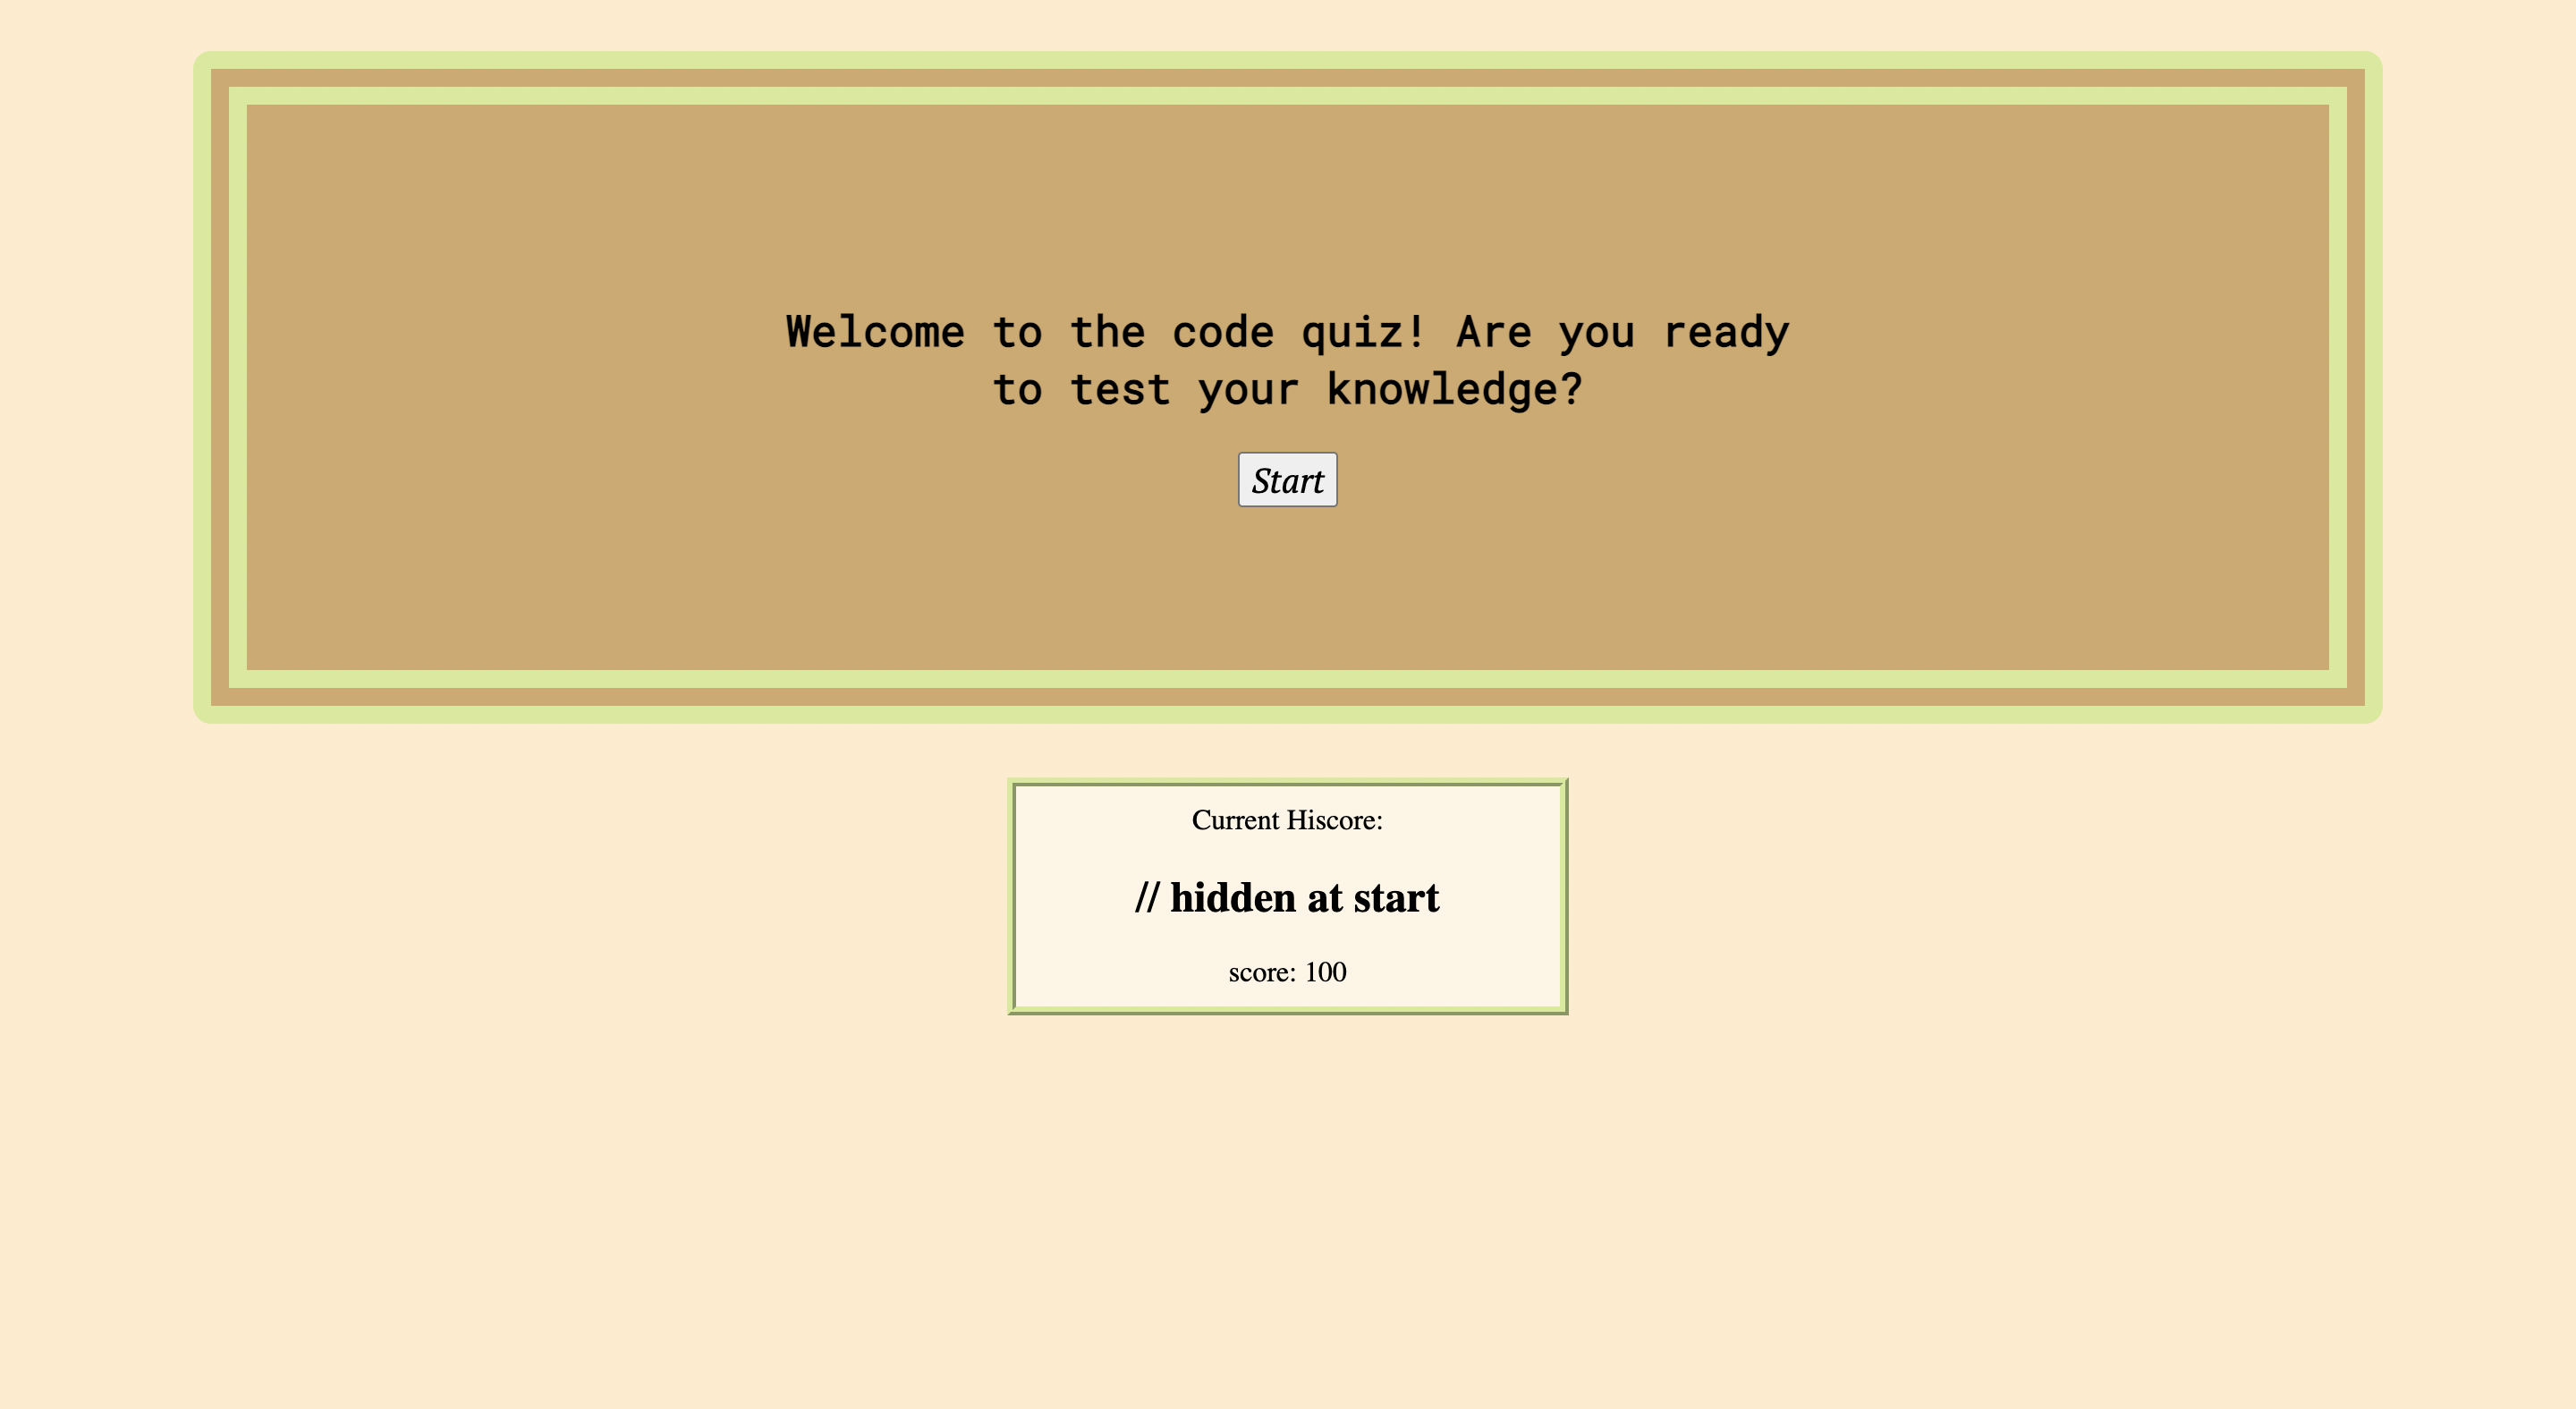 Welcome to the code quiz! Are you ready
to test your knowledge?
Start
Current Hiscore:
// hidden at start
score: 100